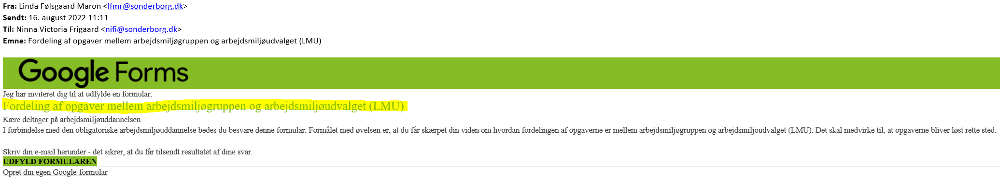 Fra: Linda Følsgaard Maron <lfmr@sonderborg.dk>
Sendt: 16. august 2022 11:11
Til: Ninna Victoria Frigaard <nifi@sonderborg.dk>
Emne: Fordeling af opgaver mellem arbejdsmiljøgruppen og arbejdsmiljøudvalget (LMU)
Google Forms
Jeg har inviteret dig til at udfylde en formular:
Fordeling af opgaver mellem arbejdsmiljøgruppen og arbejdsmiljøudvalget (LMU)
Kære deltager på arbejdsmiljøuddannelsen
I forbindelse med den obligatoriske arbejdsmiljøuddannelse bedes du besvare denne formular. Formålet med øvelsen er, at du får skærpet din viden om hvordan fordelingen af opgaverne er mellem arbejdsmiljøgruppen og arbejdsmiljøudvalget (LMU). Det skal medvirke til, at opgaverne bliver løst rette sted.
Skriv din e-mail herunder - det sikrer, at du får tilsendt resultatet af dine svar.
UDFYLD FORMULAREN
Opret din egen Google-formular